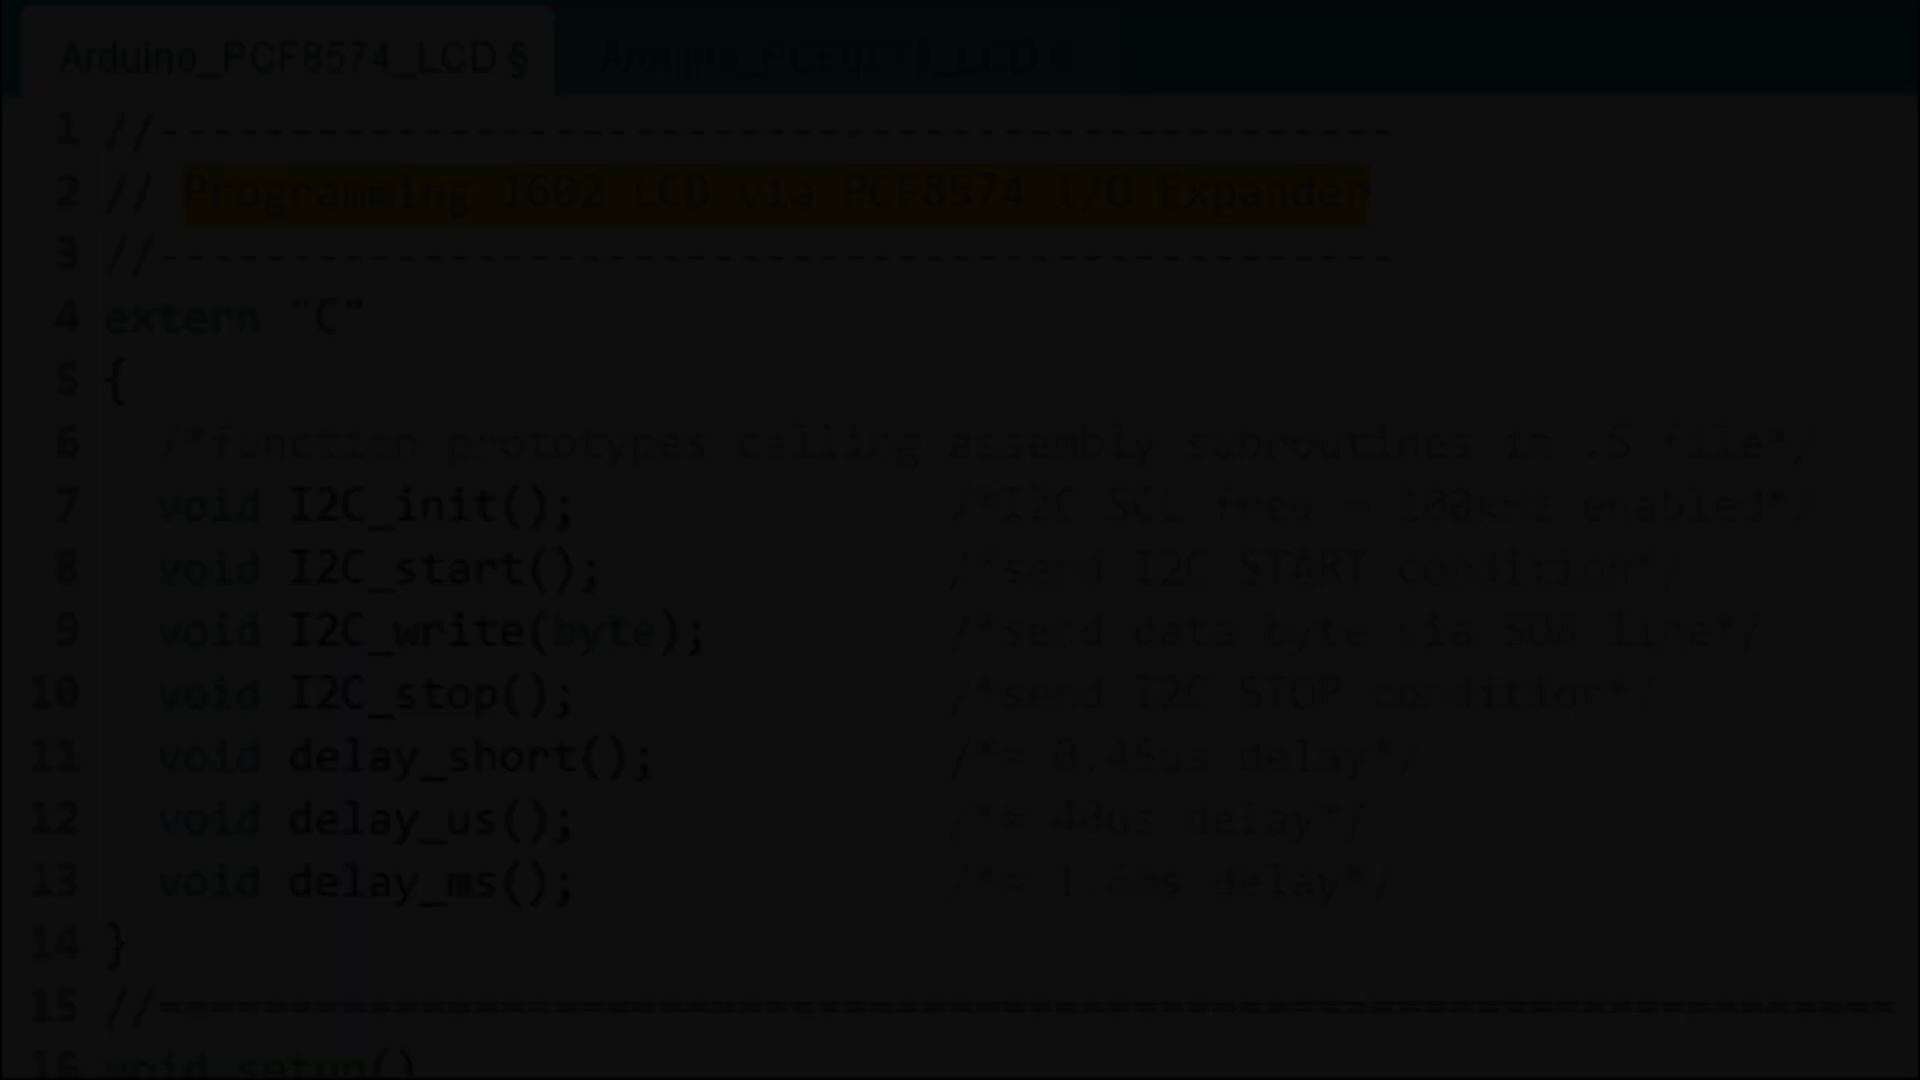 Arduino_PCF8574_LCD § Arduino_PCF8574_LCD §
1 //-----------------------------------------------
2 // Programming 1602 LCD via PCF8574 I/O Expander
3 //-----------------------------------------------
4 extern "C"
5 {
6 /*function prototypes calling assembly subroutines in .S file*/
7 void I2C_init(); /*I2C SCL freq = 100kHz enabled*/
8 void I2C_start(); /*send I2C START condition*/
9 void I2C_write(byte); /*send data byte via SDA line*/
10 void I2C_stop(); /*send I2C STOP condition*/
11 void delay_short(); /*= 0.45us delay*/
12 void delay_us(); /*= 40us delay*/
13 void delay_ms(); /*= 1.6ms delay*/
14 }
15 //==================================================================
16 void setup()